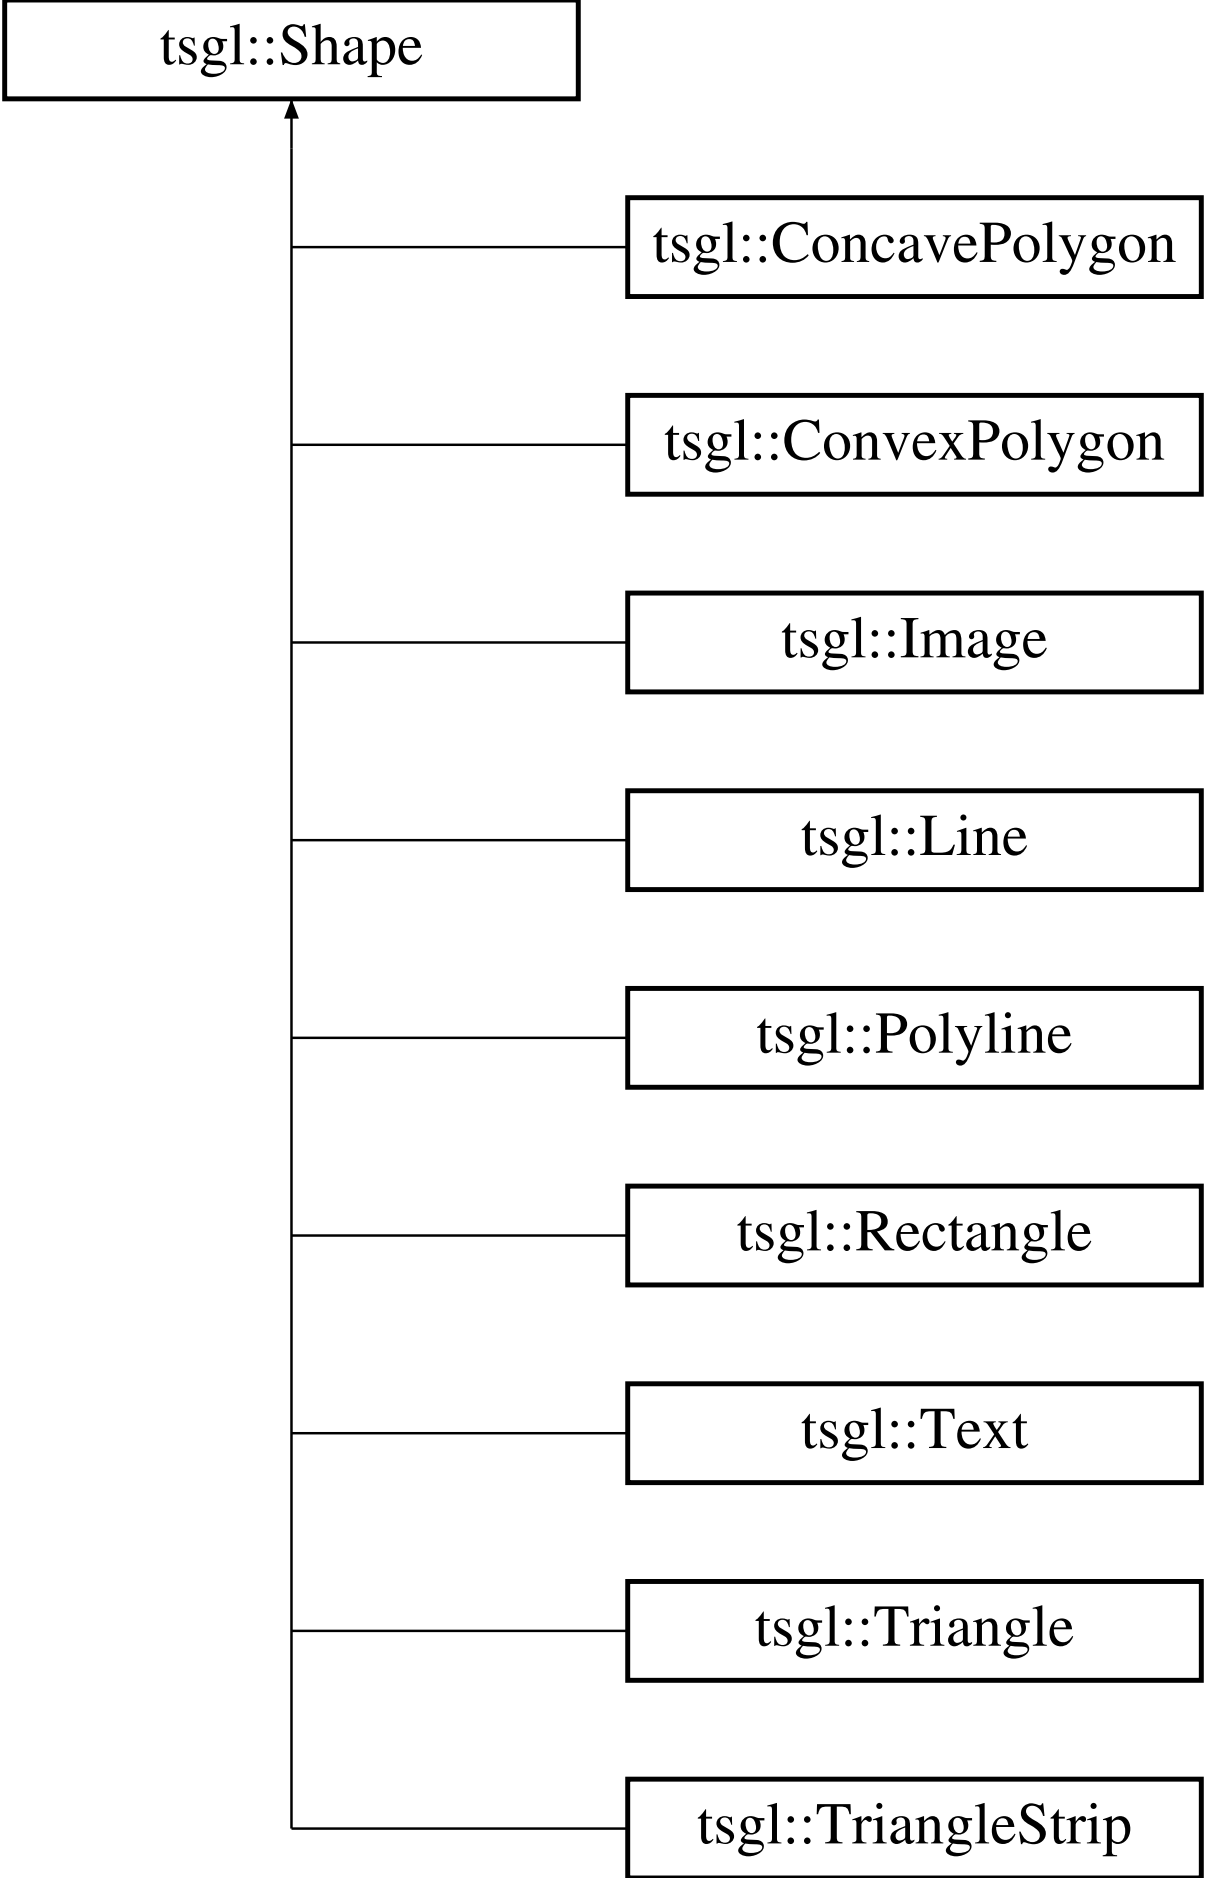 tsgl::Shape
tsgl::ConcavePolygon
tsgl::ConvexPolygon
tsgl::Image
tsgl::Line
tsgl::Polyline
tsgl::Rectangle
tsgl::Text
tsgl::Triangle
tsgl::TriangleStrip